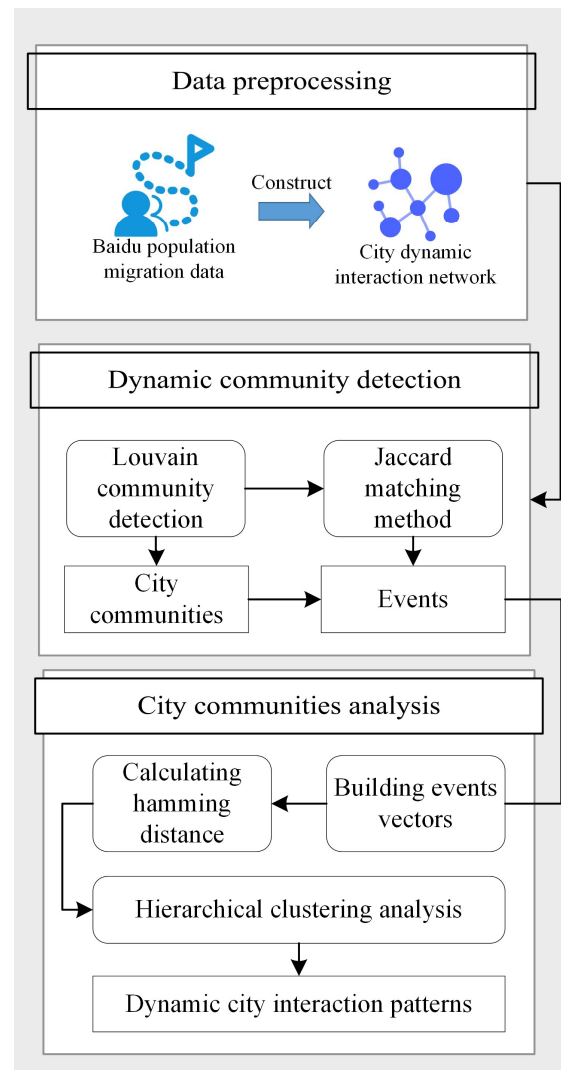 Data preprocessing
Construct
Baidu population
migration data
City dynamic
interaction network
Dynamic community detection
Louvain
community
detection
Jaccard
matching
method
City
communities
Events
City communities analysis
Calculating
hamming
distance
Building events
vectors
Hierarchical clustering analysis
Dynamic city interaction patterns